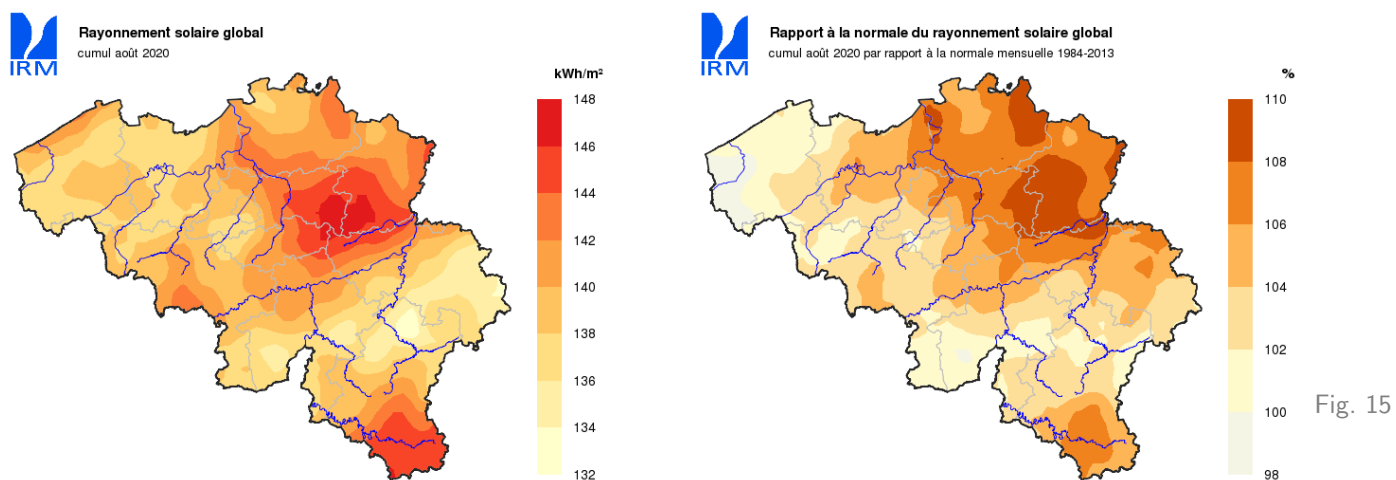 IRM
Rayonnement solaire global
cumul août 2020
kWh/m²
148
146
144
142
140
138
136
134
132
IRM
Rapport à la normale du rayonnement solaire global
cumul août 2020 par rapport à la normale mensuelle 1984-2013
%
110
108
106
104
102
100
98
Fig. 15